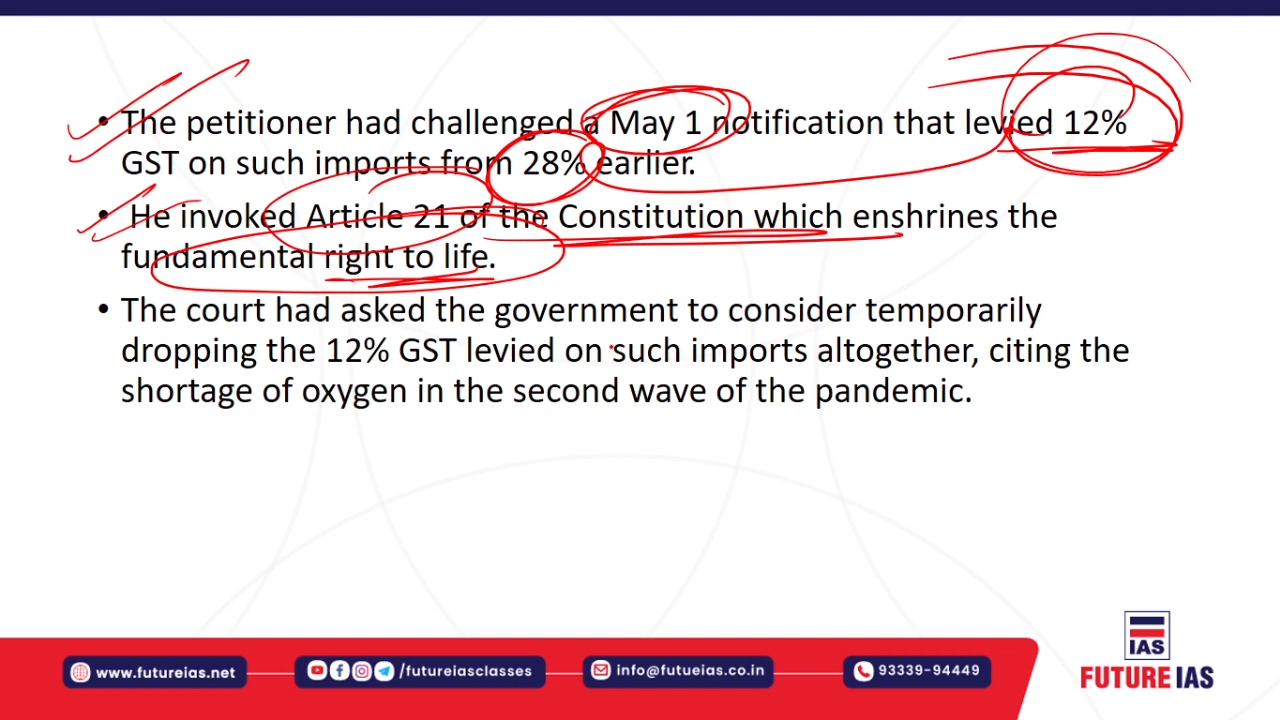 • The petitioner had challenged a May 1 notification that levied 12%
GST on such imports from 28% earlier.
• He invoked Article 21 of the Constitution which enshrines the
fundamental right to life.
• The court had asked the government to consider temporarily
dropping the 12% GST levied on such imports altogether, citing the
shortage of oxygen in the second wave of the pandemic.
IAS
FUTURE IAS
www.futureias.net
/futureiasclasses
info@futueias.co.in
93339-94449